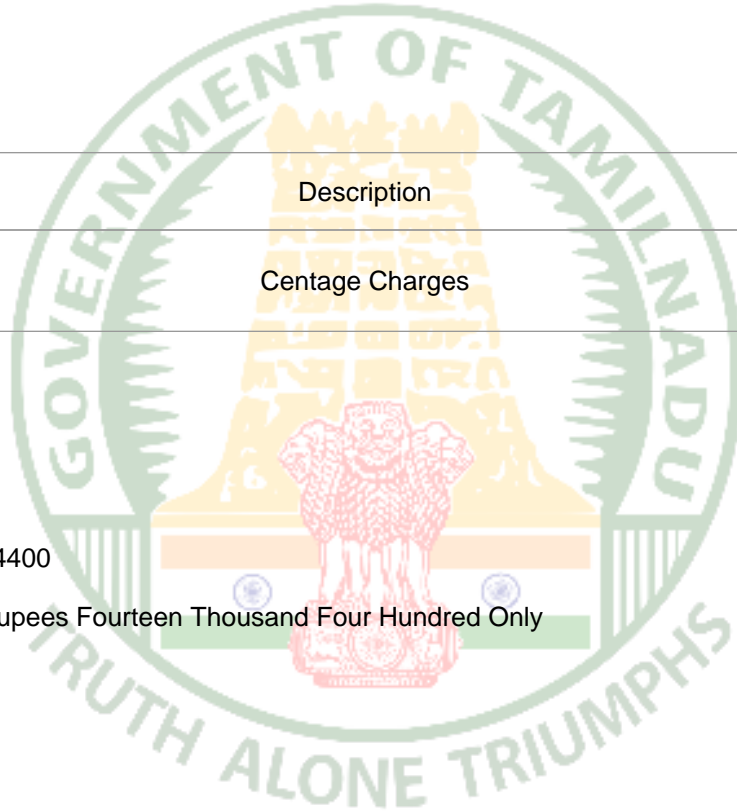 GOVERNMENT OF TAMILNADU
Description
Centage Charges
4400
upees Fourteen Thousand Four Hundred Only
TRUTH ALONE TRIUMPHS